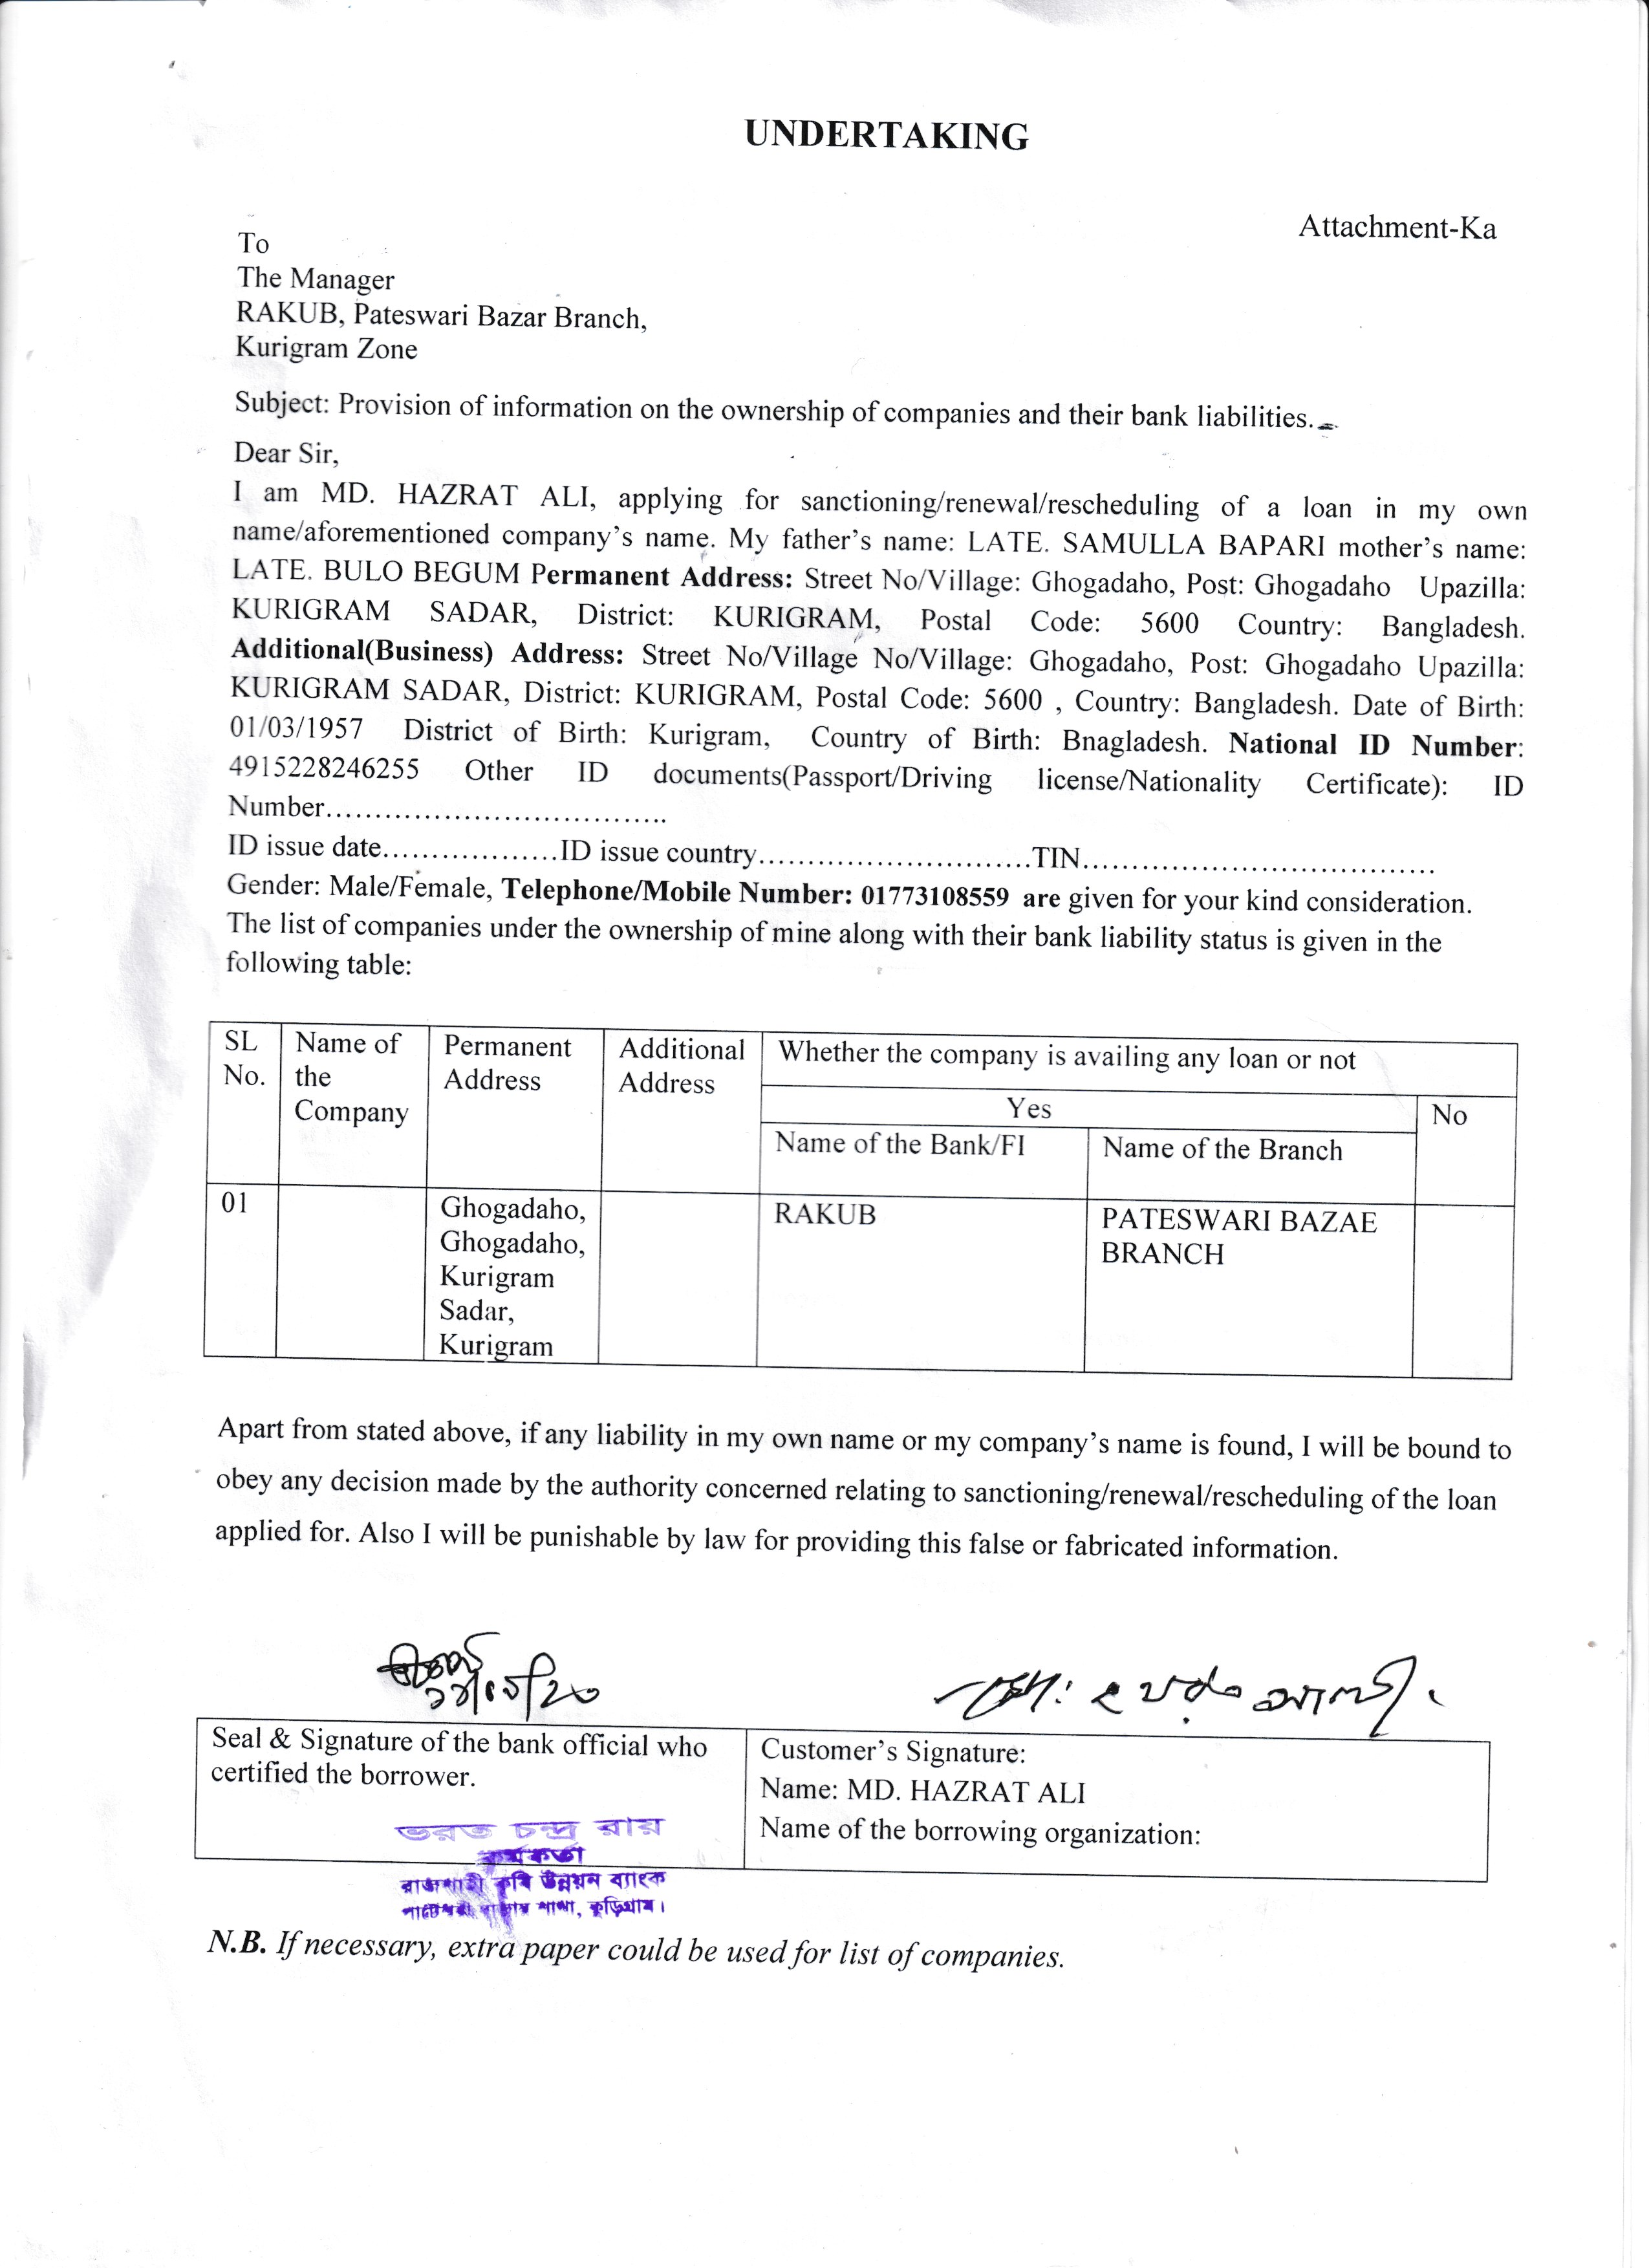 UNDERTAKING
Attachment-Ka
To
The Manager
RAKUB, Pateswari Bazar Branch,
Kurigram Zone
Subject: Provision of information on the ownership of companies and their bank liabilities.
Dear Sir,
I am MD. HAZRAT ALI, applying for sanctioning/renewal/rescheduling of a loan in my own
name/aforementioned company's name. My father's name: LATE. SAMULLA BAPARI mother's name:
LATE. BULO BEGUM Permanent Address: Street No/Village: Ghogadaho, Post: Ghogadaho Upazilla:
KURIGRAM SADAR, District: KURIGRAM, Postal Code: 5600 Country: Bangladesh.
Additional(Business) Address: Street No/Village No/Village: Ghogadaho, Post: Ghogadaho Upazilla:
KURIGRAM SADAR, District: KURIGRAM, Postal Code: 5600 , Country: Bangladesh. Date of Birth:
01/03/1957 District of Birth: Kurigram, Country of Birth: Bnagladesh. National ID Number:
4915228246255 Other ID documents(Passport/Driving license/Nationality Certificate): ID
Number....................................
ID issue date...................ID issue country.............................TIN.....................................
Gender: Male/Female, Telephone/Mobile Number: 01773108559 are given for your kind consideration.
The list of companies under the ownership of mine along with their bank liability status is given in the
following table:
SL No. Name of the Company Permanent Address Additional Address Whether the company is availing any loan or not
Yes No
Name of the Bank/FI Name of the Branch
01 Ghogadaho, RAKUB PATESWARI BAZAE
Ghogadaho, BRANCH
Kurigram
Sadar,
Kurigram
Apart from stated above, if any liability in my own name or my company's name is found, I will be bound to
obey any decision made by the authority concerned relating to sanctioning/renewal/rescheduling of the loan
applied for. Also I will be punishable by law for providing this false or fabricated information.
মোঃ হযরত আলী
Seal & Signature of the bank official who
certified the borrower.
Customer's Signature:
Name: MD. HAZRAT ALI
Name of the borrowing organization:
ভরত চন্দ্র রায়
কর্মকর্তা
রাজশাহী কৃষি উন্নয়ন ব্যাংক
পাটেশ্বরী বাজার শাখা, কুড়িগ্রাম।
N.B. If necessary, extra paper could be used for list of companies.